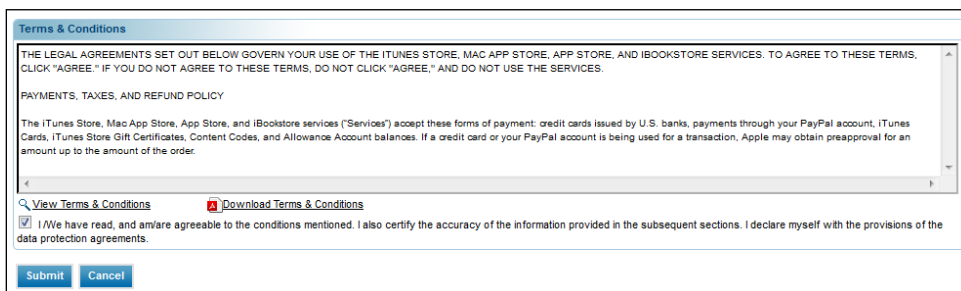 Terms & Conditions
THE LEGAL AGREEMENTS SET OUT BELOW GOVERN YOUR USE OF THE ITUNES STORE, MAC APP STORE, APP STORE, AND IBOOKSTORE SERVICES. TO AGREE TO THESE TERMS,
CLICK "AGREE." IF YOU DO NOT AGREE TO THESE TERMS, DO NOT CLICK "AGREE," AND DO NOT USE THE SERVICES.
PAYMENTS, TAXES, AND REFUND POLICY
The iTunes Store, Mac App Store, App Store, and iBookstore services ("Services") accept these forms of payment: credit cards issued by U.S. banks, payments through your PayPal account, iTunes
Cards, iTunes Store Gift Certificates, Content Codes, and Allowance Account balances. If a credit card or your PayPal account is being used for a transaction, Apple may obtain preapproval for an
amount up to the amount of the order.
View Terms & Conditions Download Terms & Conditions
I /We have read, and am/are agreeable to the conditions mentioned. I also certify the accuracy of the information provided in the subsequent sections. I declare myself with the provisions of the
data protection agreements.
Submit Cancel